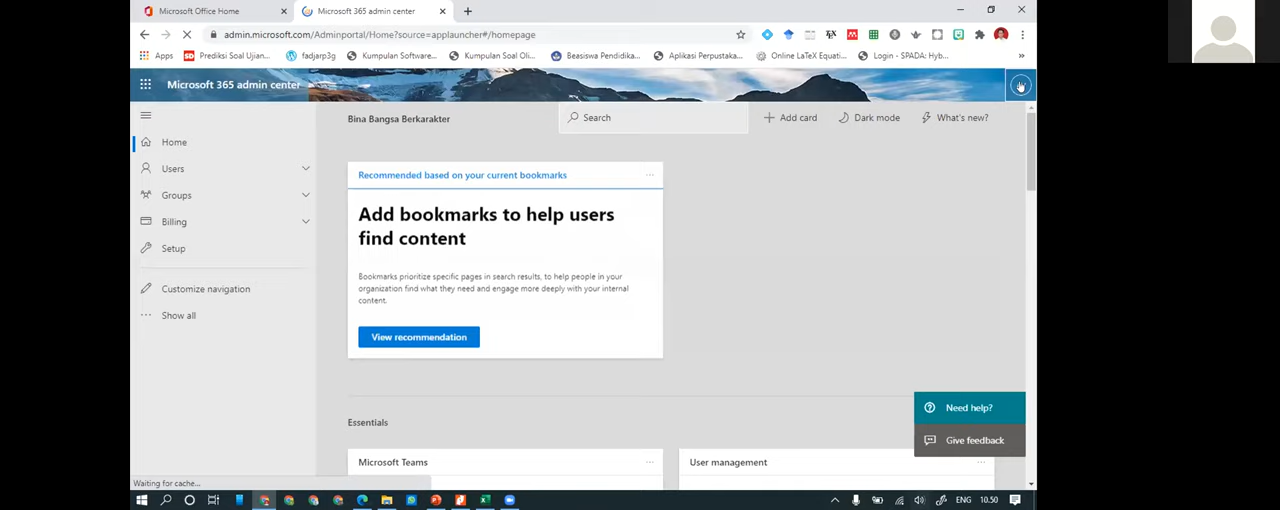 Microsoft Office Home
Microsoft 365 admin center
admin.microsoft.com/Adminportal/Home?source=applauncher#/homepage
Apps
Prediksi Soal Ujian...
fadjarp3g
Kumpulan Software...
Kumpulan Soal Oli...
Beasiswa Pendidika...
Aplikasi Perpustaka...
Online LaTeX Equati...
Login - SPADA: Hyb...
Microsoft 365 admin center
Bina Bangsa Berkarakter
Search
Add card
Dark mode
What's new?
Home
Users
Groups
Billing
Setup
Customize navigation
Show all
Recommended based on your current bookmarks
Add bookmarks to help users
find content
Bookmarks prioritize specific pages in search results, to help people in your
organization find what they need and engage more deeply with your internal
content.
View recommendation
Essentials
Microsoft Teams
User management
Need help?
Give feedback
Waiting for cache...
ENG
10.50